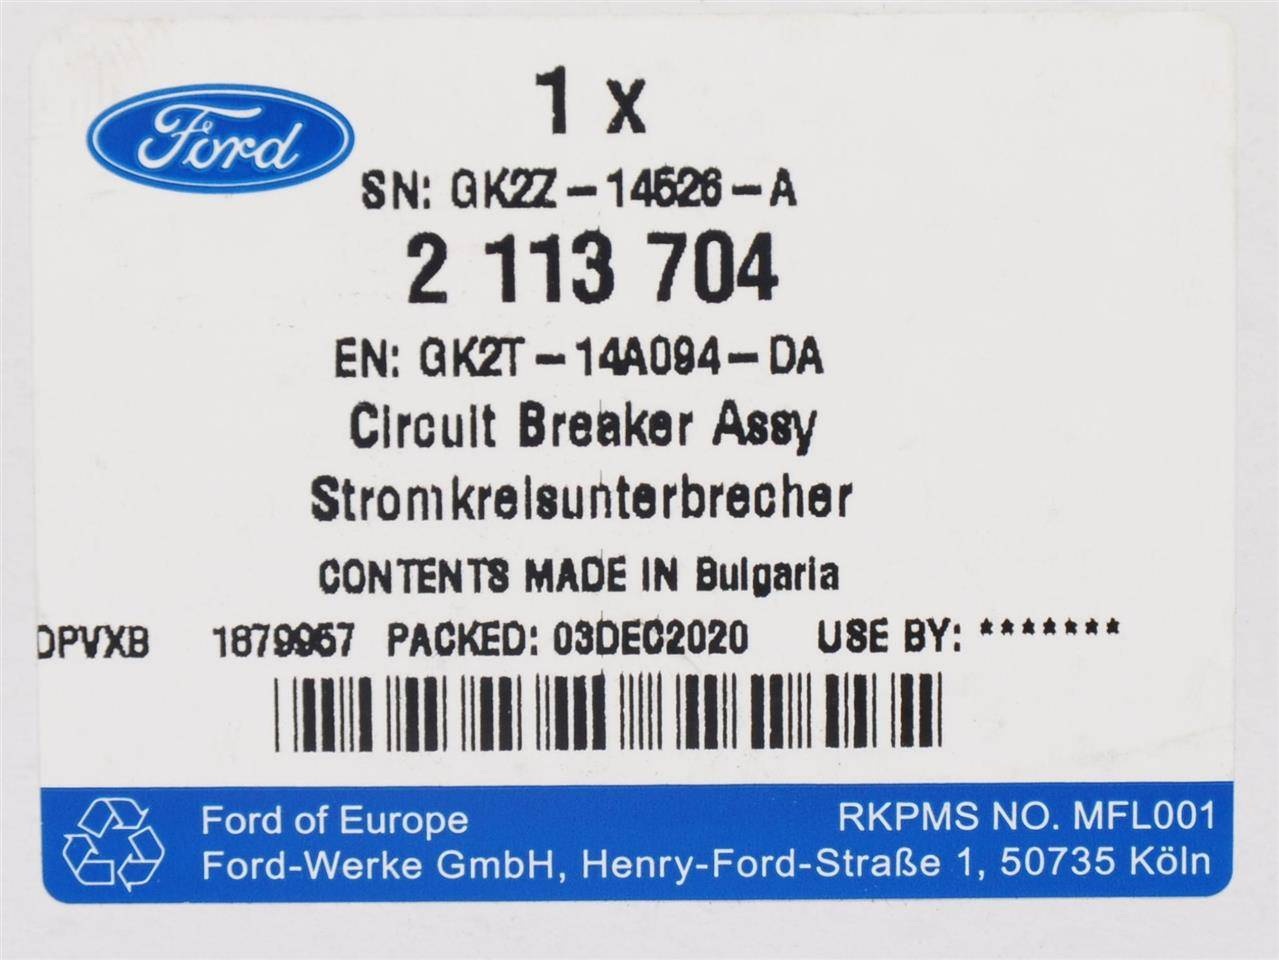 Ford
1 x
SN: GK2Z-14526-A
2 113 704
EN: GK2T-14A094-DA
Circuit Breaker Assy
Stromkreisunterbrecher
CONTENTS MADE IN Bulgaria
DPVXB 1879957 PACKED: 03DEC2020 USE BY: *******
Ford of Europe RKPMS NO. MFL001
Ford-Werke GmbH, Henry-Ford-Straße 1, 50735 Köln